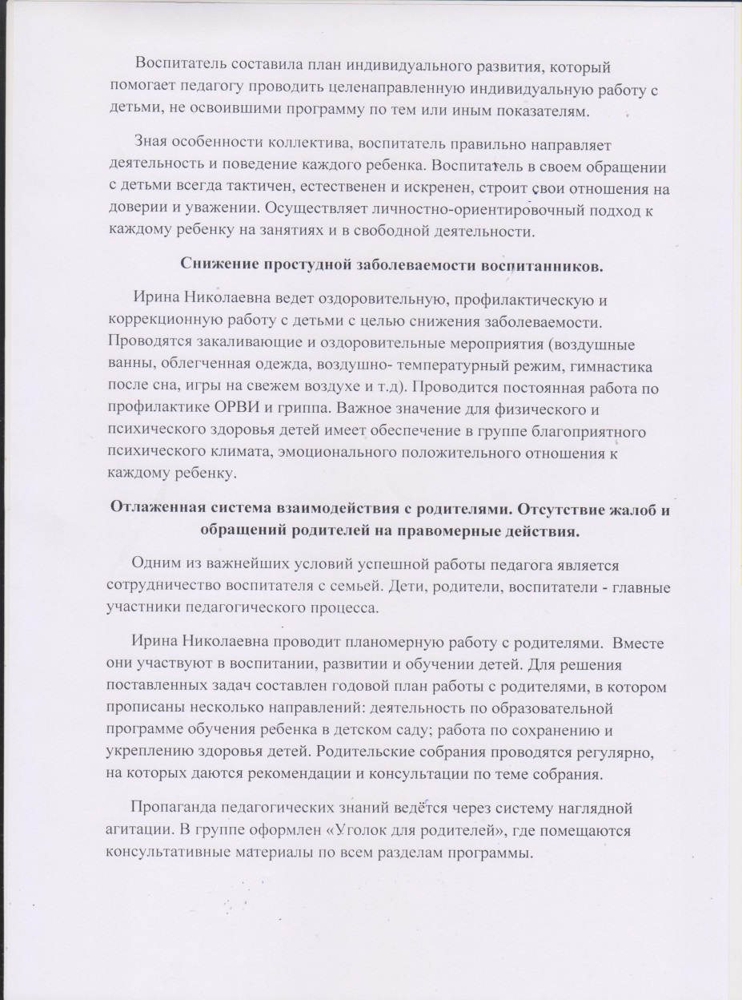 Воспитатель составила план индивидуального развития, который
помогает педагогу проводить целенаправленную индивидуальную работу с
детьми, не освоившими программу по тем или иным показателям.
Зная особенности коллектива, воспитатель правильно направляет
деятельность и поведение каждого ребенка. Воспитатель в своем обращении
с детьми всегда тактичен, естественен и искренен, строит свои отношения на
доверии и уважении. Осуществляет личностно-ориентировочный подход к
каждому ребенку на занятиях и в свободной деятельности.
Снижение простудной заболеваемости воспитанников.
Ирина Николаевна ведет оздоровительную, профилактическую и
коррекционную работу с детьми с целью снижения заболеваемости.
Проводятся закаливающие и оздоровительные мероприятия (воздушные
ванны, облегченная одежда, воздушно- температурный режим, гимнастика
после сна, игры на свежем воздухе и т.д). Проводится постоянная работа по
профилактике ОРВИ и гриппа. Важное значение для физического и
психического здоровья детей имеет обеспечение в группе благоприятного
психического климата, эмоционального положительного отношения к
каждому ребенку.
Отлаженная система взаимодействия с родителями. Отсутствие жалоб и
обращений родителей на правомерные действия.
Одним из важнейших условий успешной работы педагога является
сотрудничество воспитателя с семьей. Дети, родители, воспитатели - главные
участники педагогического процесса.
Ирина Николаевна проводит планомерную работу с родителями.  Вместе
они участвуют в воспитании, развитии и обучении детей. Для решения
поставленных задач составлен годовой план работы с родителями, в котором
прописаны несколько направлений: деятельность по образовательной
программе обучения ребенка в детском саду; работа по сохранению и
укреплению здоровья детей. Родительские собрания проводятся регулярно,
на которых даются рекомендации и консультации по теме собрания.
Пропаганда педагогических знаний ведётся через систему наглядной
агитации. В группе оформлен «Уголок для родителей», где помещаются
консультативные материалы по всем разделам программы.